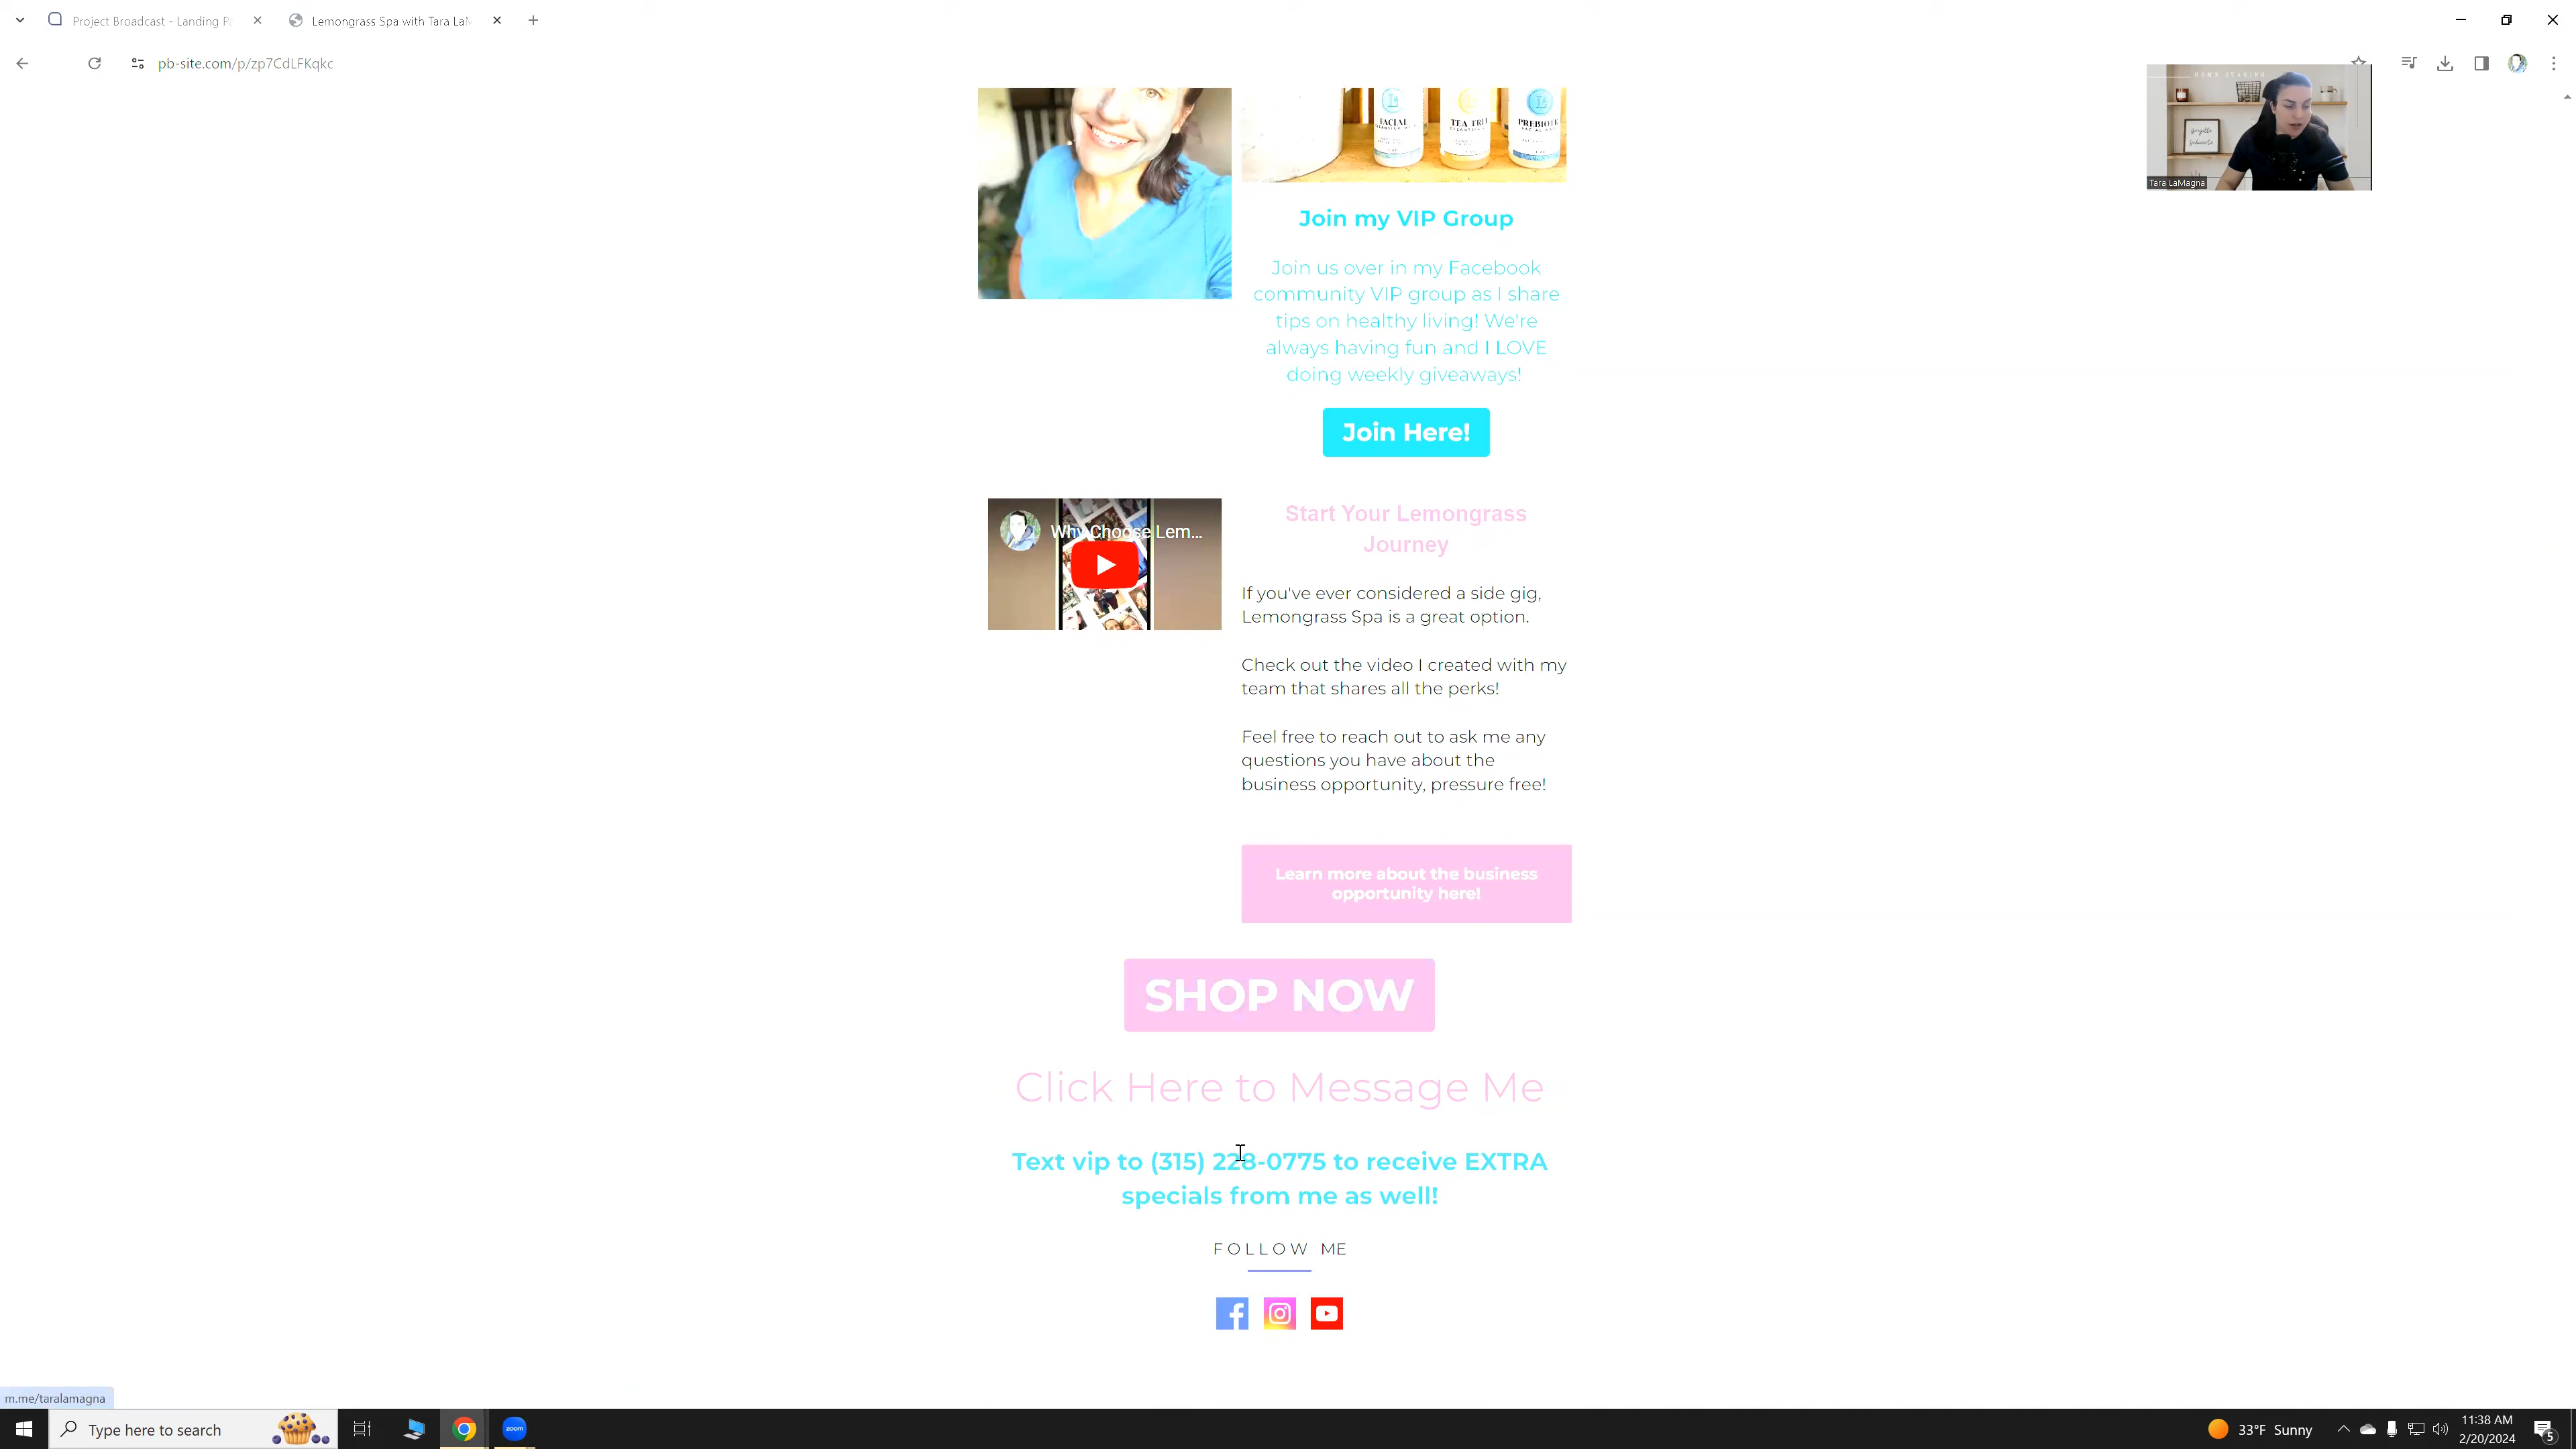 Project Broadcast - Landing Pa
Lemongrass Spa with Tara LaM
pb-site.com/p/zp7CdLFKqkc
Tara LaMagna
FACIAL
TEA TREE
PREBIOTIC
Join my VIP Group
Join us over in my Facebook
community VIP group as I share
tips on healthy living! We're
always having fun and I LOVE
doing weekly giveaways!
Join Here!
Why Choose Lem...
Start Your Lemongrass
Journey
If you've ever considered a side gig,
Lemongrass Spa is a great option.
Check out the video I created with my
team that shares all the perks!
Feel free to reach out to ask me any
questions you have about the
business opportunity, pressure free!
Learn more about the business
opportunity here!
SHOP NOW
Click Here to Message Me
Text vip to (315) 228-0775 to receive EXTRA
specials from me as well!
FOLLOW ME
m.me/taralamagna
Type here to search
zoom
33°F Sunny
11:38 AM
2/20/2024
5